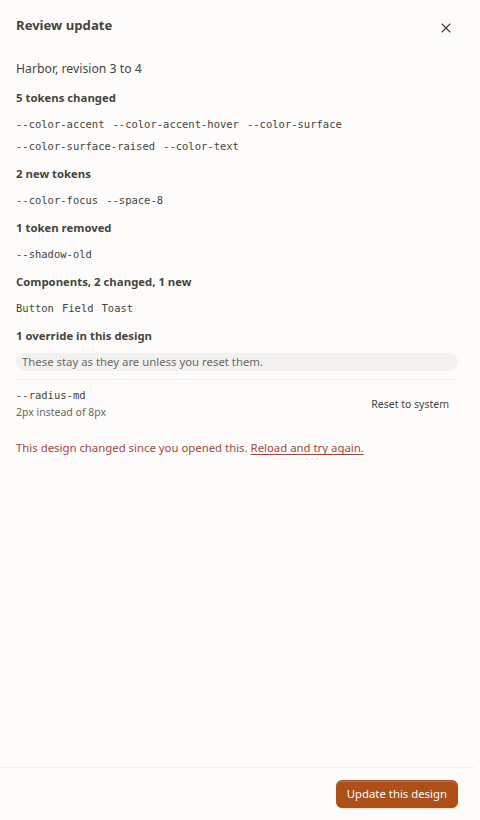 Review update
Harbor, revision 3 to 4
5 tokens changed
--color-accent --color-accent-hover --color-surface
--color-surface-raised --color-text
2 new tokens
--color-focus --space-8
1 token removed
--shadow-old
Components, 2 changed, 1 new
Button Field Toast
1 override in this design
These stay as they are unless you reset them.
--radius-md
2px instead of 8px
Reset to system
This design changed since you opened this. Reload and try again.
Update this design